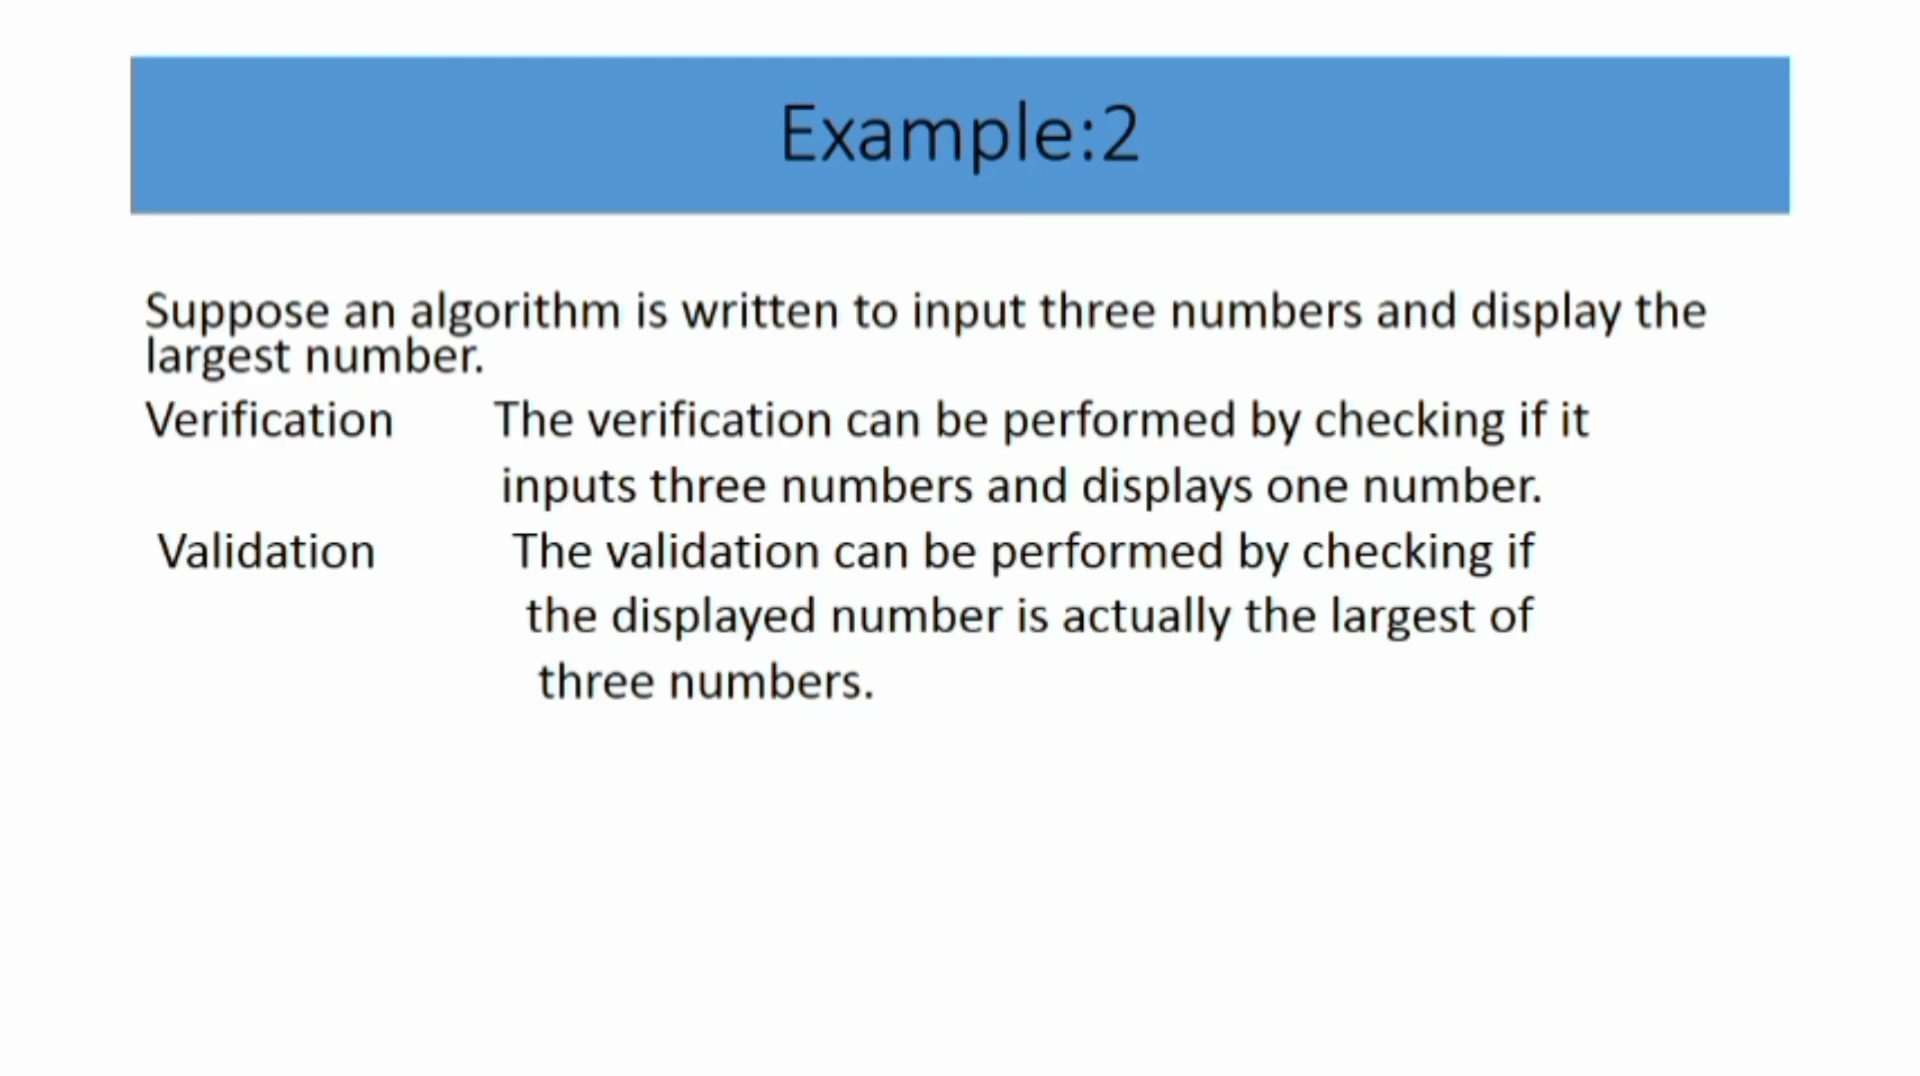 Example:2
Suppose an algorithm is written to input three numbers and display the
largest number.
Verification The verification can be performed by checking if it
inputs three numbers and displays one number.
Validation The validation can be performed by checking if
the displayed number is actually the largest of
three numbers.